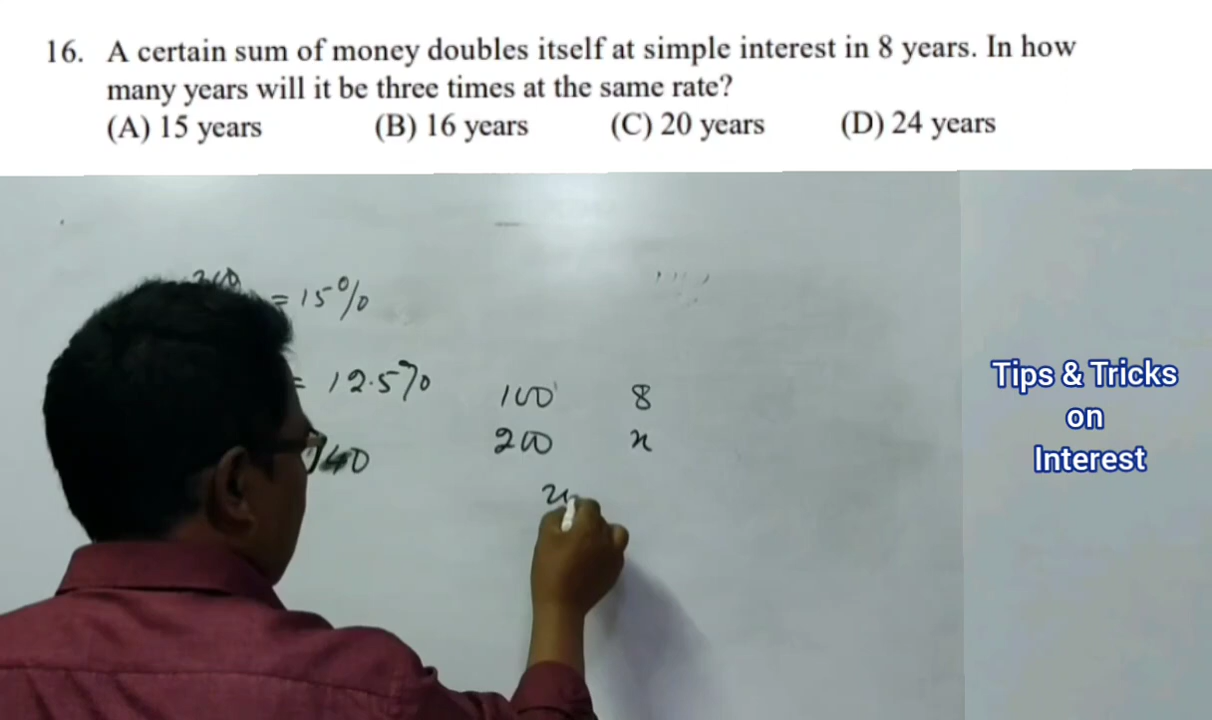 16. A certain sum of money doubles itself at simple interest in 8 years. In how
many years will it be three times at the same rate?
(A) 15 years (B) 16 years (C) 20 years (D) 24 years
= 15%
= 12.5%
40
100 8
200 x
Tips & Tricks
on
Interest